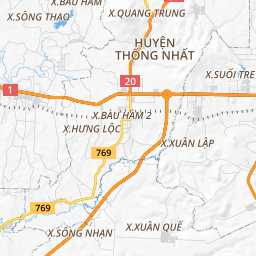 X.BÀU HÀM
X.SÔNG THAO
X.QUANG TRUNG
HUYỆN
THỐNG NHẤT
X.SUỐI TRE
20
1
X.BÀU HÀM 2
X.HƯNG LỘC
769
X.XUÂN LẬP
769
X.XUÂN QUẾ
X.SÔNG NHẠN